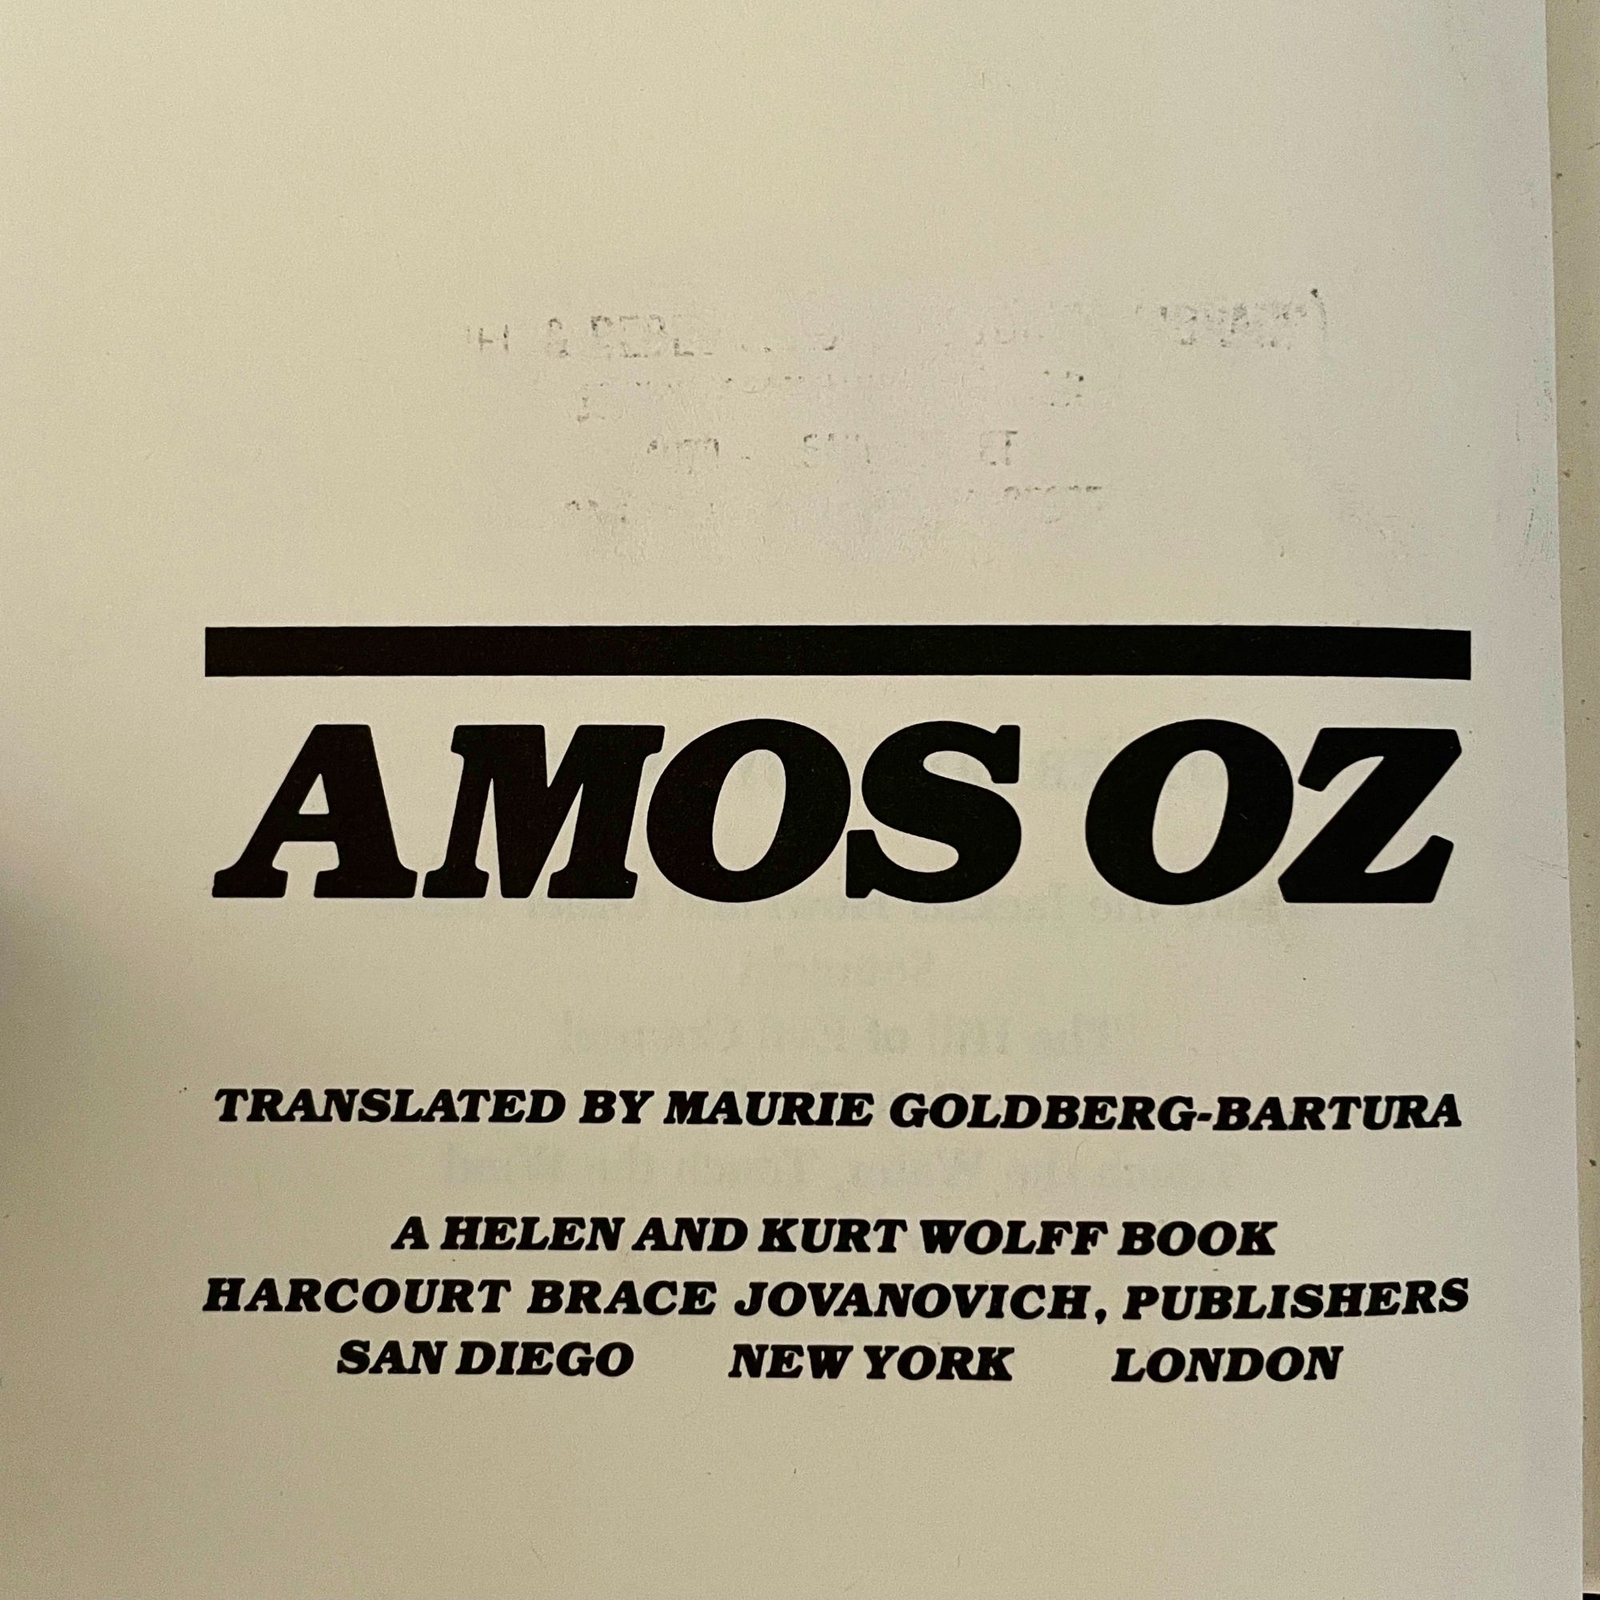 AMOS OZ
TRANSLATED BY MAURIE GOLDBERG-BARTURA
A HELEN AND KURT WOLFF BOOK
HARCOURT BRACE JOVANOVICH, PUBLISHERS
SAN DIEGO NEW YORK LONDON